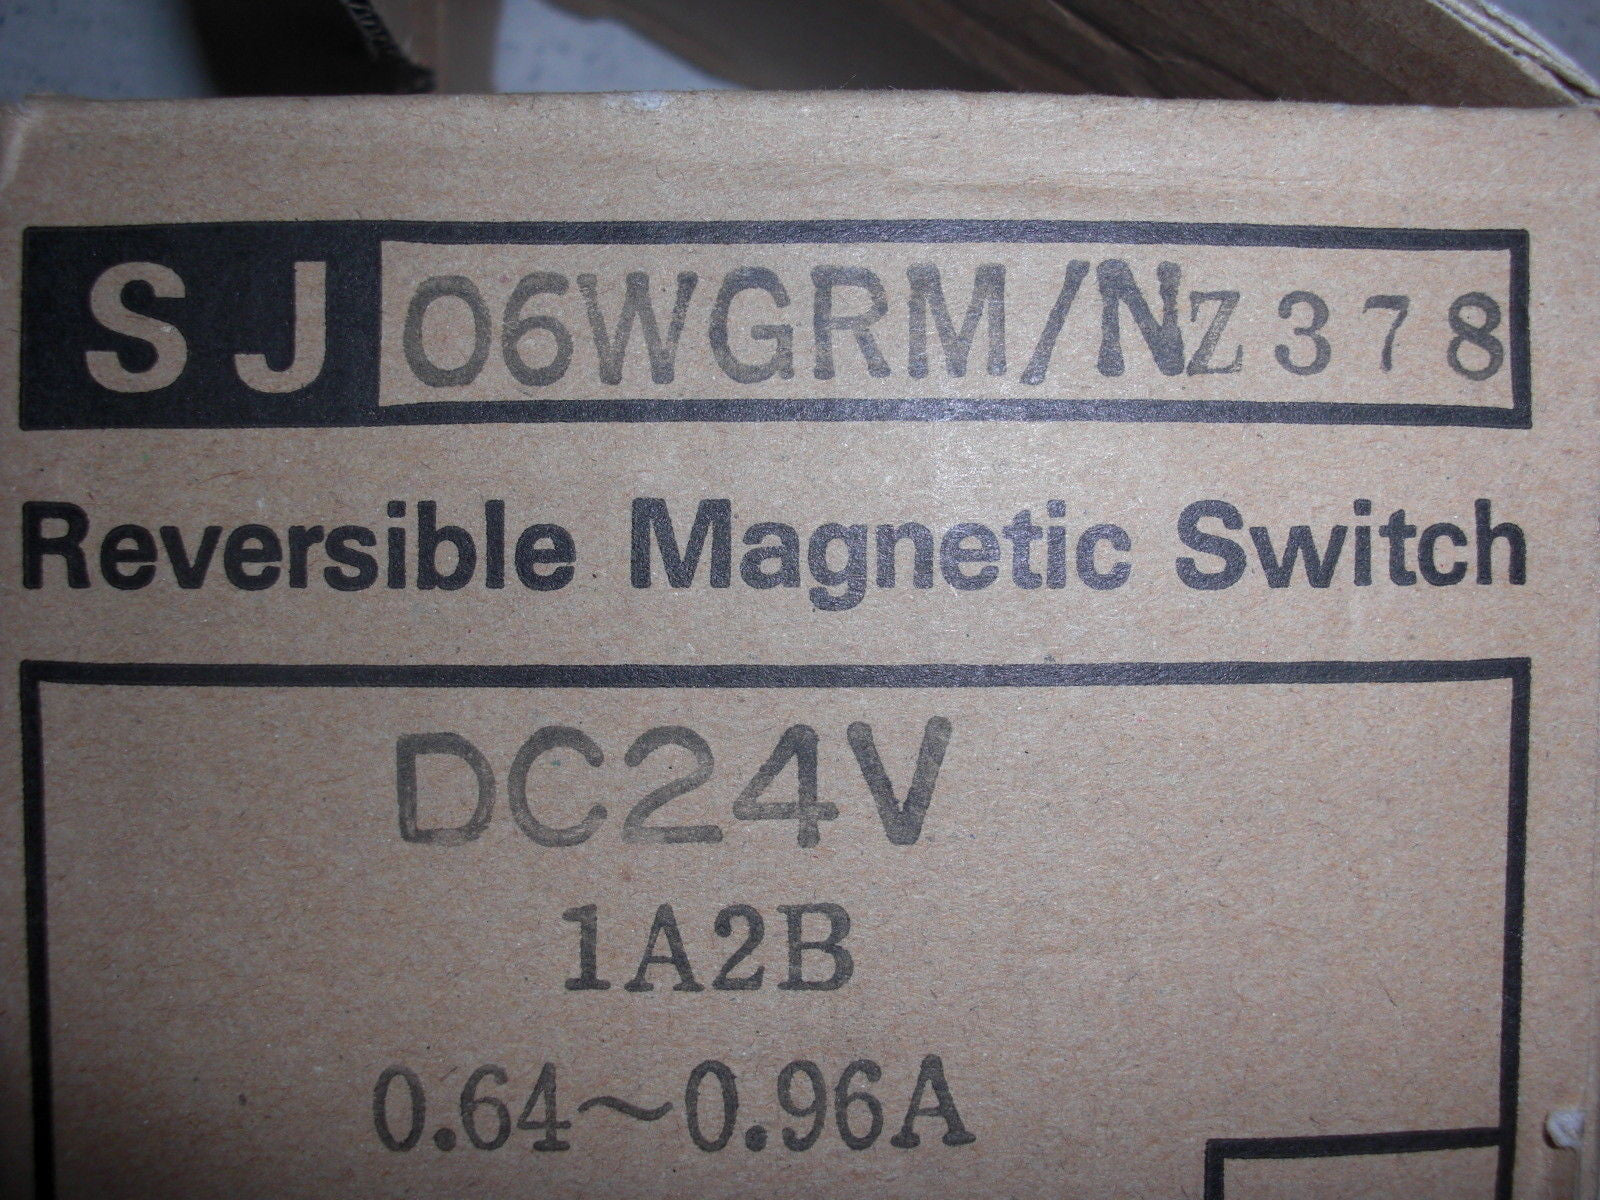 SJ 06WGRM/NZ378
Reversible Magnetic Switch
DC24V
1A2B
0.64~0.96A